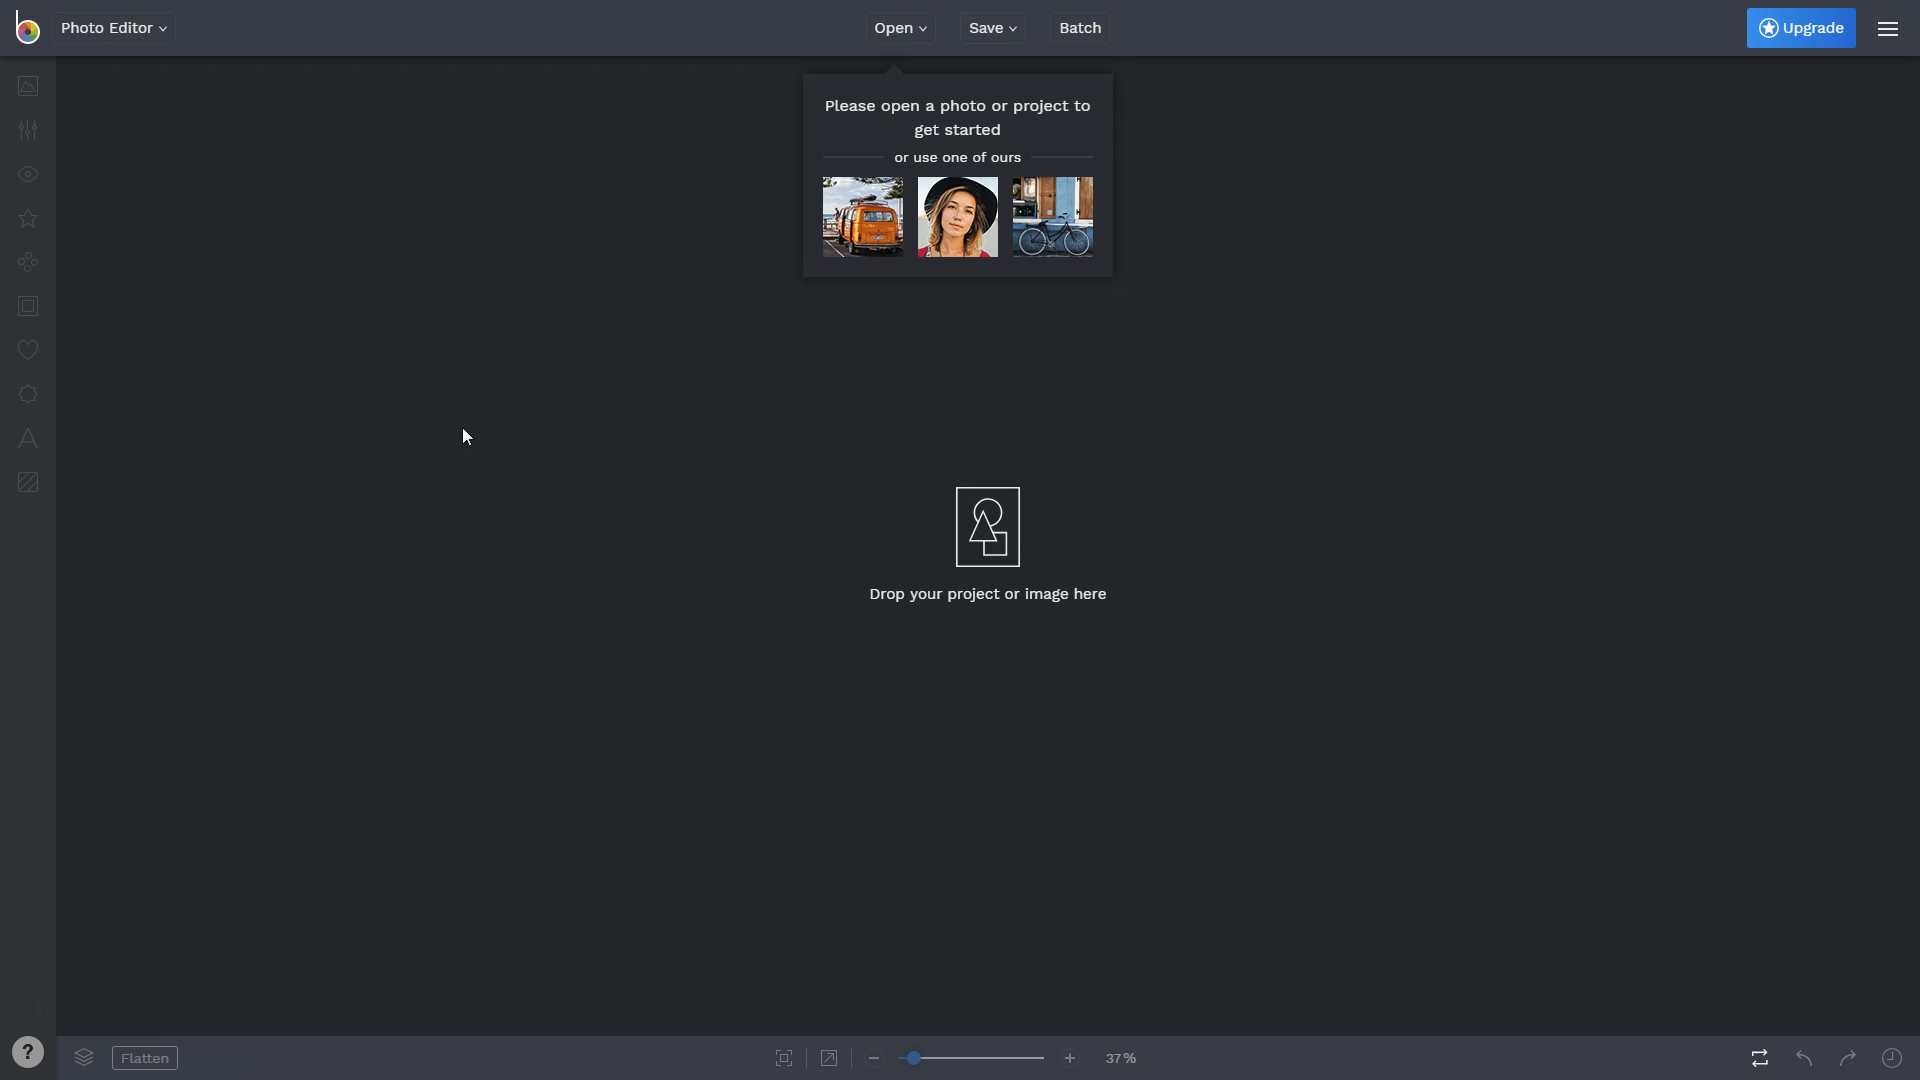 Photo Editor
Open
Save
Batch
Upgrade
Please open a photo or project to
get started
or use one of ours
Drop your project or image here
?
Flatten
37%